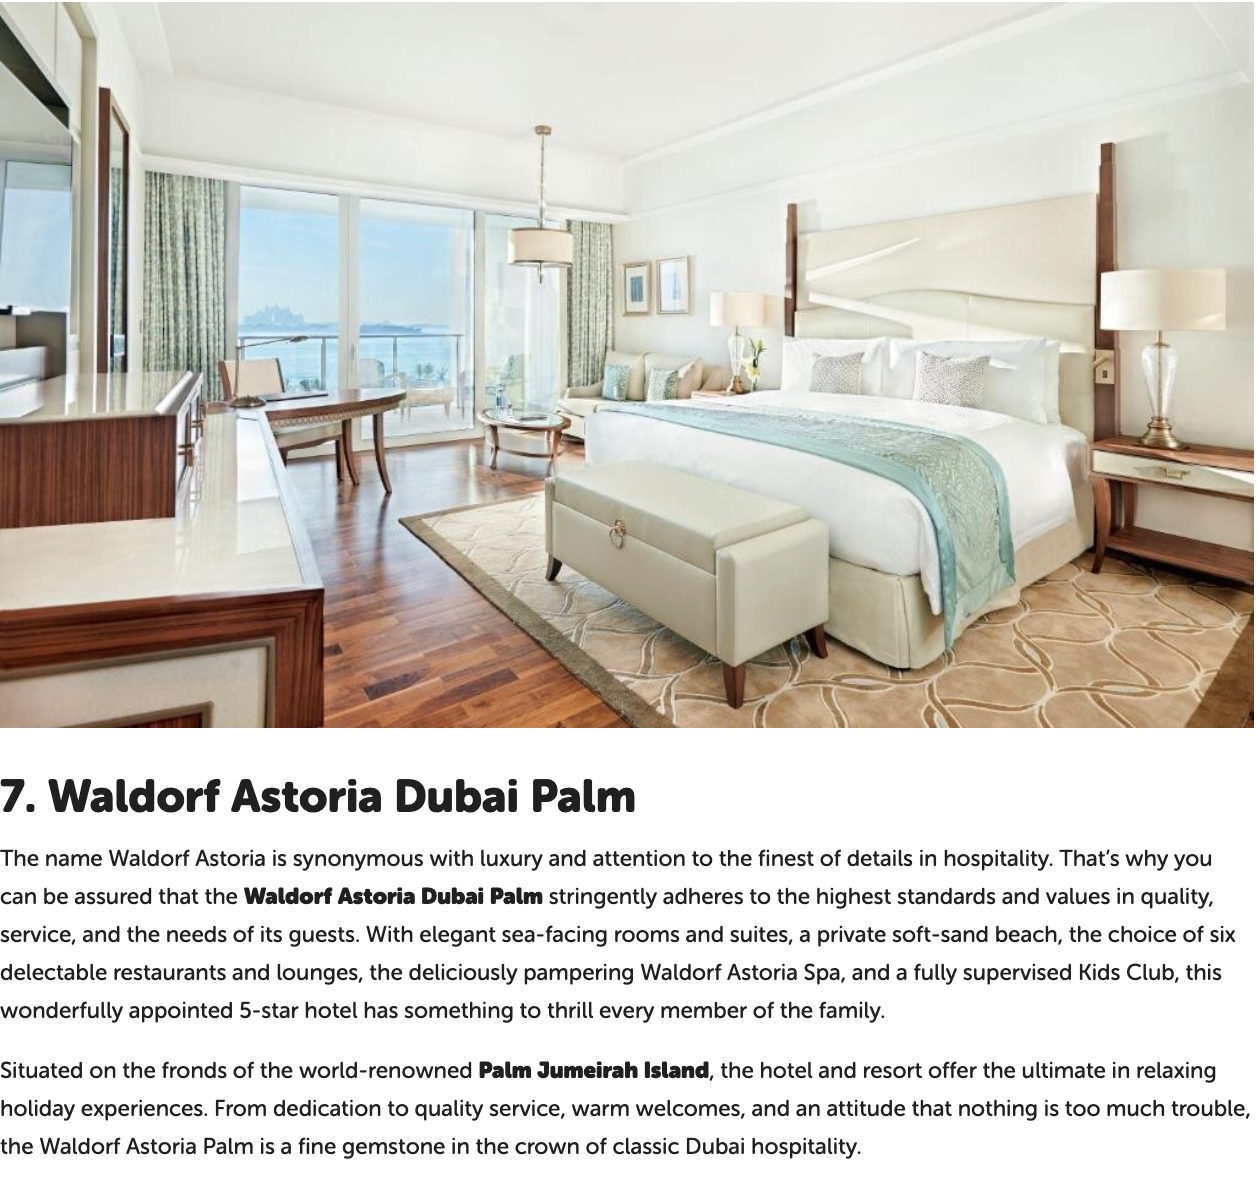 7. Waldorf Astoria Dubai Palm
The name Waldorf Astoria is synonymous with luxury and attention to the finest of details in hospitality. That’s why you
can be assured that the Waldorf Astoria Dubai Palm stringently adheres to the highest standards and values in quality,
service, and the needs of its guests. With elegant sea-facing rooms and suites, a private soft-sand beach, the choice of six
delectable restaurants and lounges, the deliciously pampering Waldorf Astoria Spa, and a fully supervised Kids Club, this
wonderfully appointed 5-star hotel has something to thrill every member of the family.
Situated on the fronds of the world-renowned Palm Jumeirah Island, the hotel and resort offer the ultimate in relaxing
holiday experiences. From dedication to quality service, warm welcomes, and an attitude that nothing is too much trouble,
the Waldorf Astoria Palm is a fine gemstone in the crown of classic Dubai hospitality.